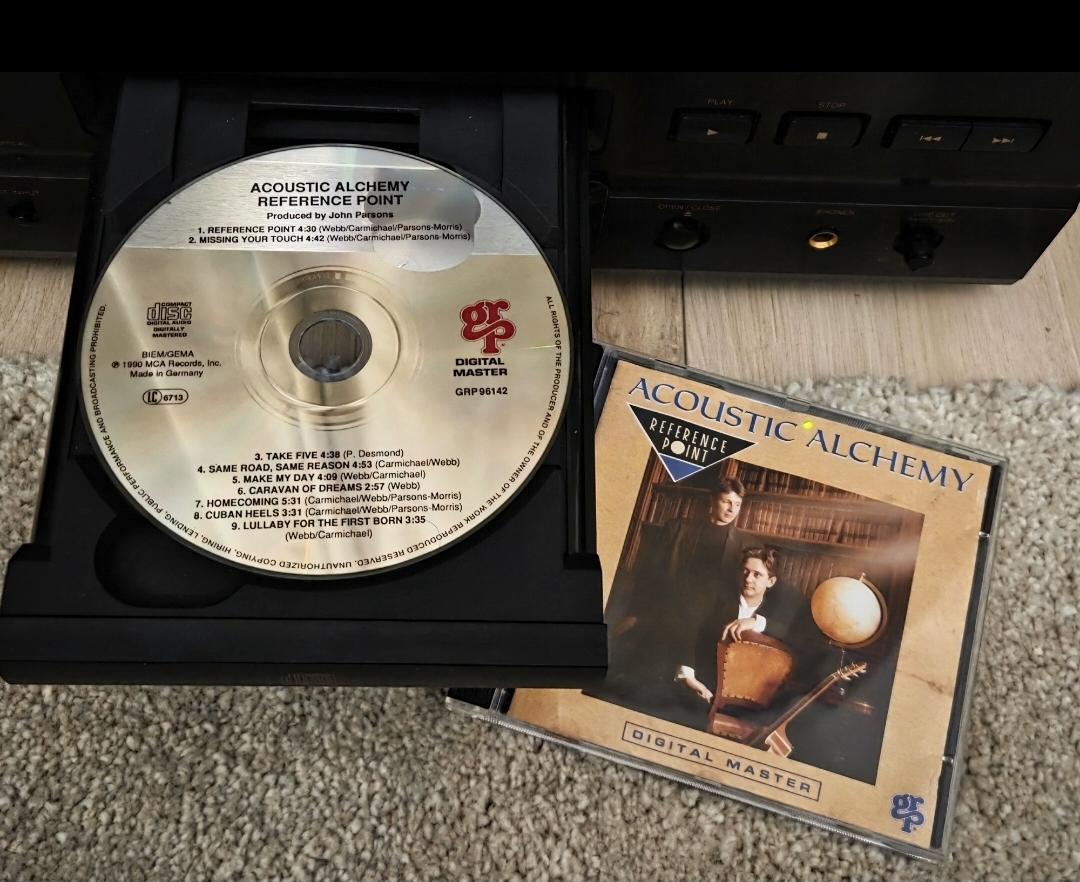 PLAY
STOP
OPEN / CLOSE
PHONES
ACOUSTIC ALCHEMY
REFERENCE POINT
Produced by John Parsons
1. REFERENCE POINT 4:30 (Webb/Carmichael/Parsons-Morris)
2. MISSING YOUR TOUCH 4:42 (Webb/Carmichael/Parsons-Morris)
COMPACT
disc
DIGITAL AUDIO
DIGITALLY
MASTERED
BIEM/GEMA
℗ 1990 MCA Records, Inc.
Made in Germany
LC 6713
grp
DIGITAL
MASTER
GRP 96142
3. TAKE FIVE 4:38 (P. Desmond)
4. SAME ROAD, SAME REASON 4:53 (Carmichael/Webb)
5. MAKE MY DAY 4:09 (Webb/Carmichael)
6. CARAVAN OF DREAMS 2:57 (Webb)
7. HOMECOMING 5:31 (Carmichael/Webb/Parsons-Morris)
8. CUBAN HEELS 3:31 (Carmichael/Webb/Parsons-Morris)
9. LULLABY FOR THE FIRST BORN 3:35
(Webb/Carmichael)
ALL RIGHTS OF THE PRODUCER AND OF THE OWNER OF THE WORK REPRODUCED RESERVED. UNAUTHORIZED COPYING, HIRING, LENDING, PUBLIC PERFORMANCE AND BROADCASTING PROHIBITED.
ACOUSTIC ALCHEMY
REFERENCE
POINT
DIGITAL MASTER
grp